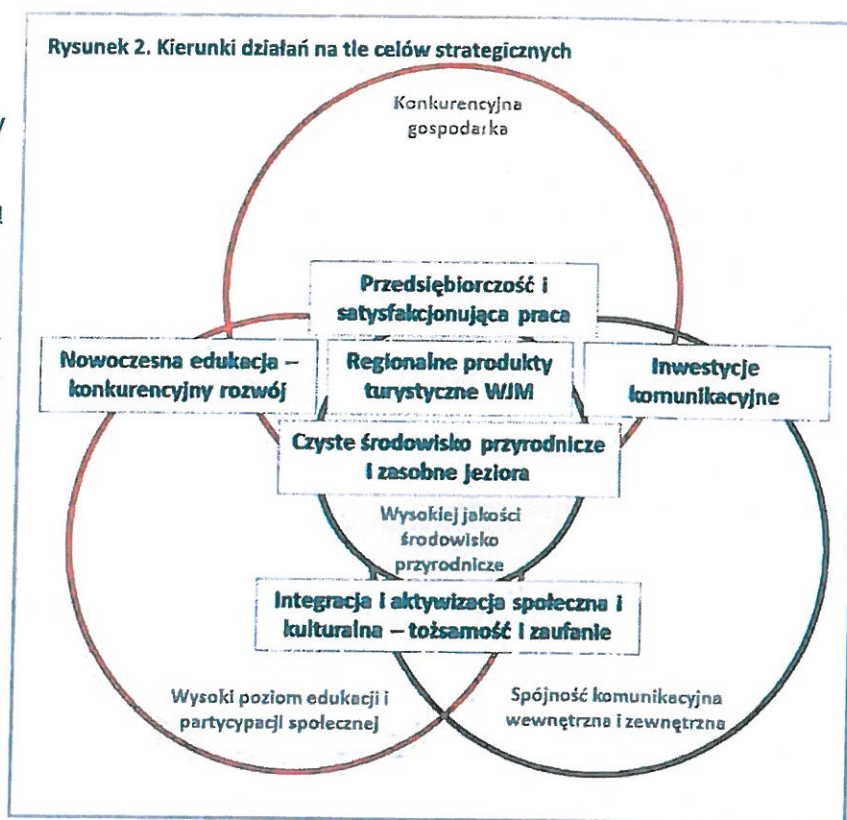 Rysunek 2. Kierunki działań na tle celów strategicznych
Konkurencyjna
gospodarka
Przedsiębiorczość i
satysfakcjonująca praca
Nowoczesna edukacja –
konkurencyjny rozwój
Regionalne produkty
turystyczne WJM
Inwestycje
komunikacyjne
Czyste środowisko przyrodnicze
i zasobne jeziora
Wysokiej jakości
środowisko
przyrodnicze
Integracja i aktywizacja społeczna i
kulturalna – tożsamość i zaufanie
Wysoki poziom edukacji i
partycypacji społecznej
Spójność komunikacyjna
wewnętrzna i zewnętrzna